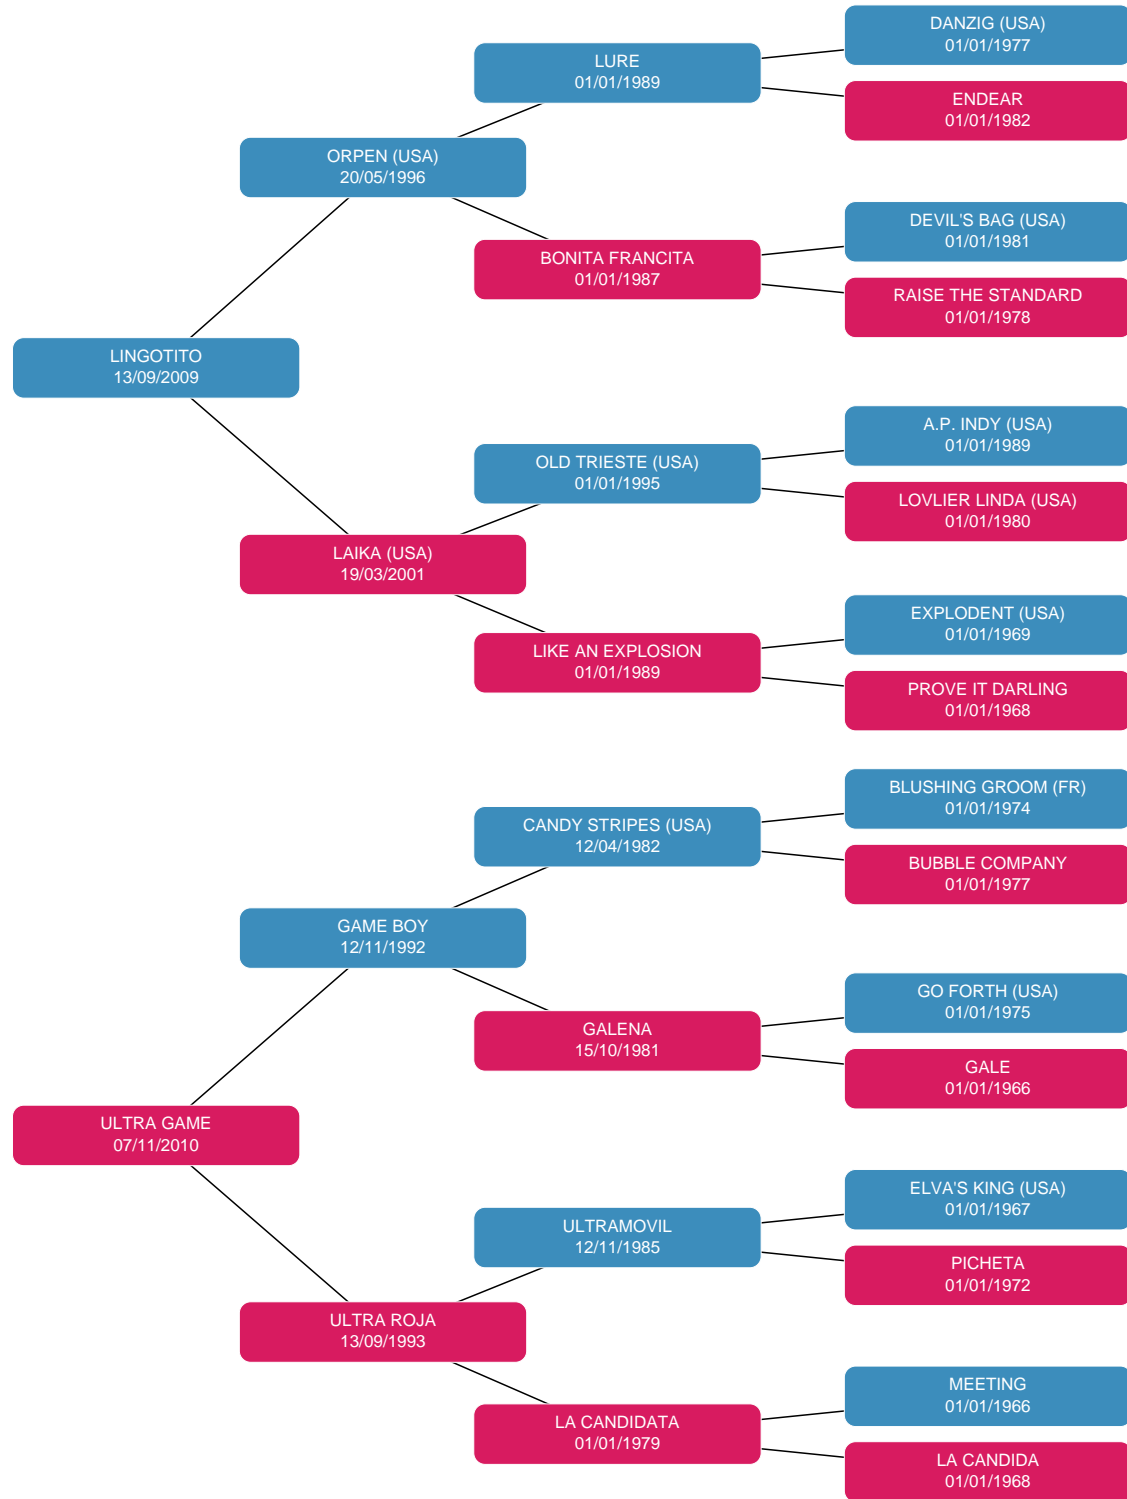 DANZIG (USA)
01/01/1977
LURE
01/01/1989
ENDEAR
01/01/1982
ORPEN (USA)
20/05/1996
DEVIL'S BAG (USA)
01/01/1981
BONITA FRANCITA
01/01/1987
RAISE THE STANDARD
01/01/1978
LINGOTITO
13/09/2009
A.P. INDY (USA)
01/01/1989
OLD TRIESTE (USA)
01/01/1995
LOVLIER LINDA (USA)
01/01/1980
LAIKA (USA)
19/03/2001
EXPLODENT (USA)
01/01/1969
LIKE AN EXPLOSION
01/01/1989
PROVE IT DARLING
01/01/1968
BLUSHING GROOM (FR)
01/01/1974
CANDY STRIPES (USA)
12/04/1982
BUBBLE COMPANY
01/01/1977
GAME BOY
12/11/1992
GO FORTH (USA)
01/01/1975
GALENA
15/10/1981
GALE
01/01/1966
ULTRA GAME
07/11/2010
ELVA'S KING (USA)
01/01/1967
ULTRAMOVIL
12/11/1985
PICHETA
01/01/1972
ULTRA ROJA
13/09/1993
MEETING
01/01/1966
LA CANDIDATA
01/01/1979
LA CANDIDA
01/01/1968